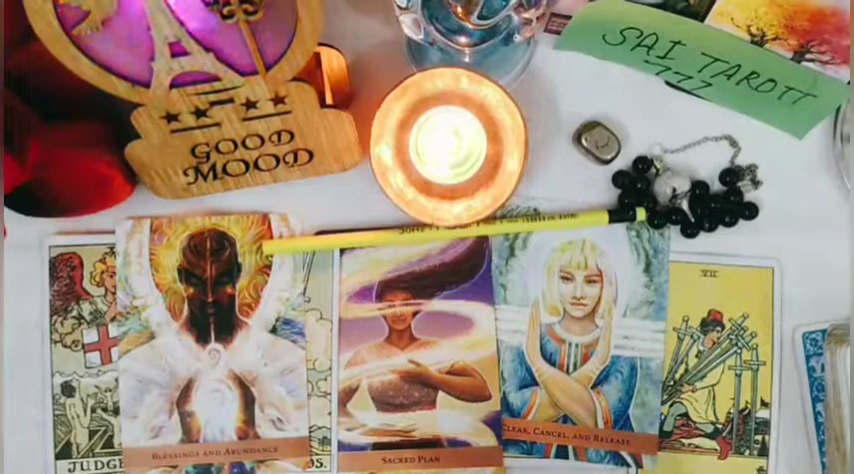 SAI TAROTT
777
GOOD
MOOD
VII
BLESSINGS AND ABUNDANCE
SACRED PLAN
CLEAR, CANCEL, AND RELEASE
JUDGE